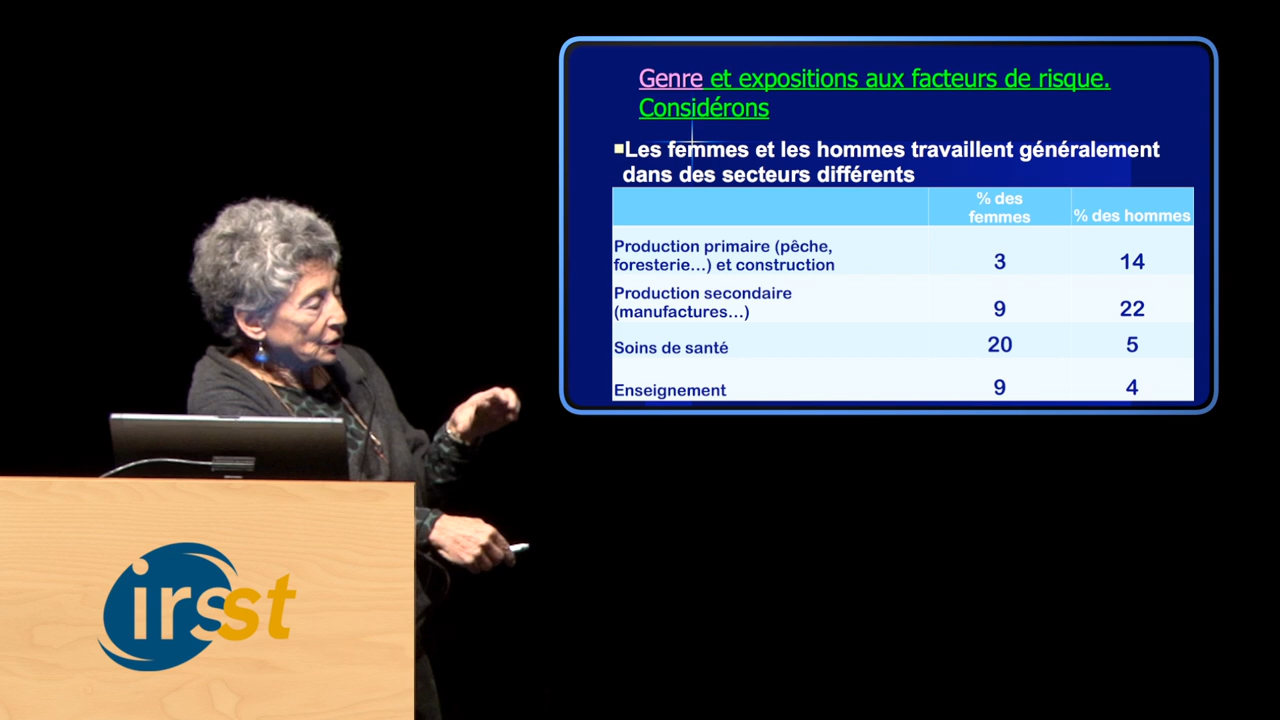 Genre et expositions aux facteurs de risque.
Considérons
Les femmes et les hommes travaillent généralement
dans des secteurs différents
% des
femmes
% des hommes
Production primaire (pêche,
foresterie...) et construction
3
14
Production secondaire
(manufactures...)
9
22
Soins de santé
20
5
Enseignement
9
4
irsst